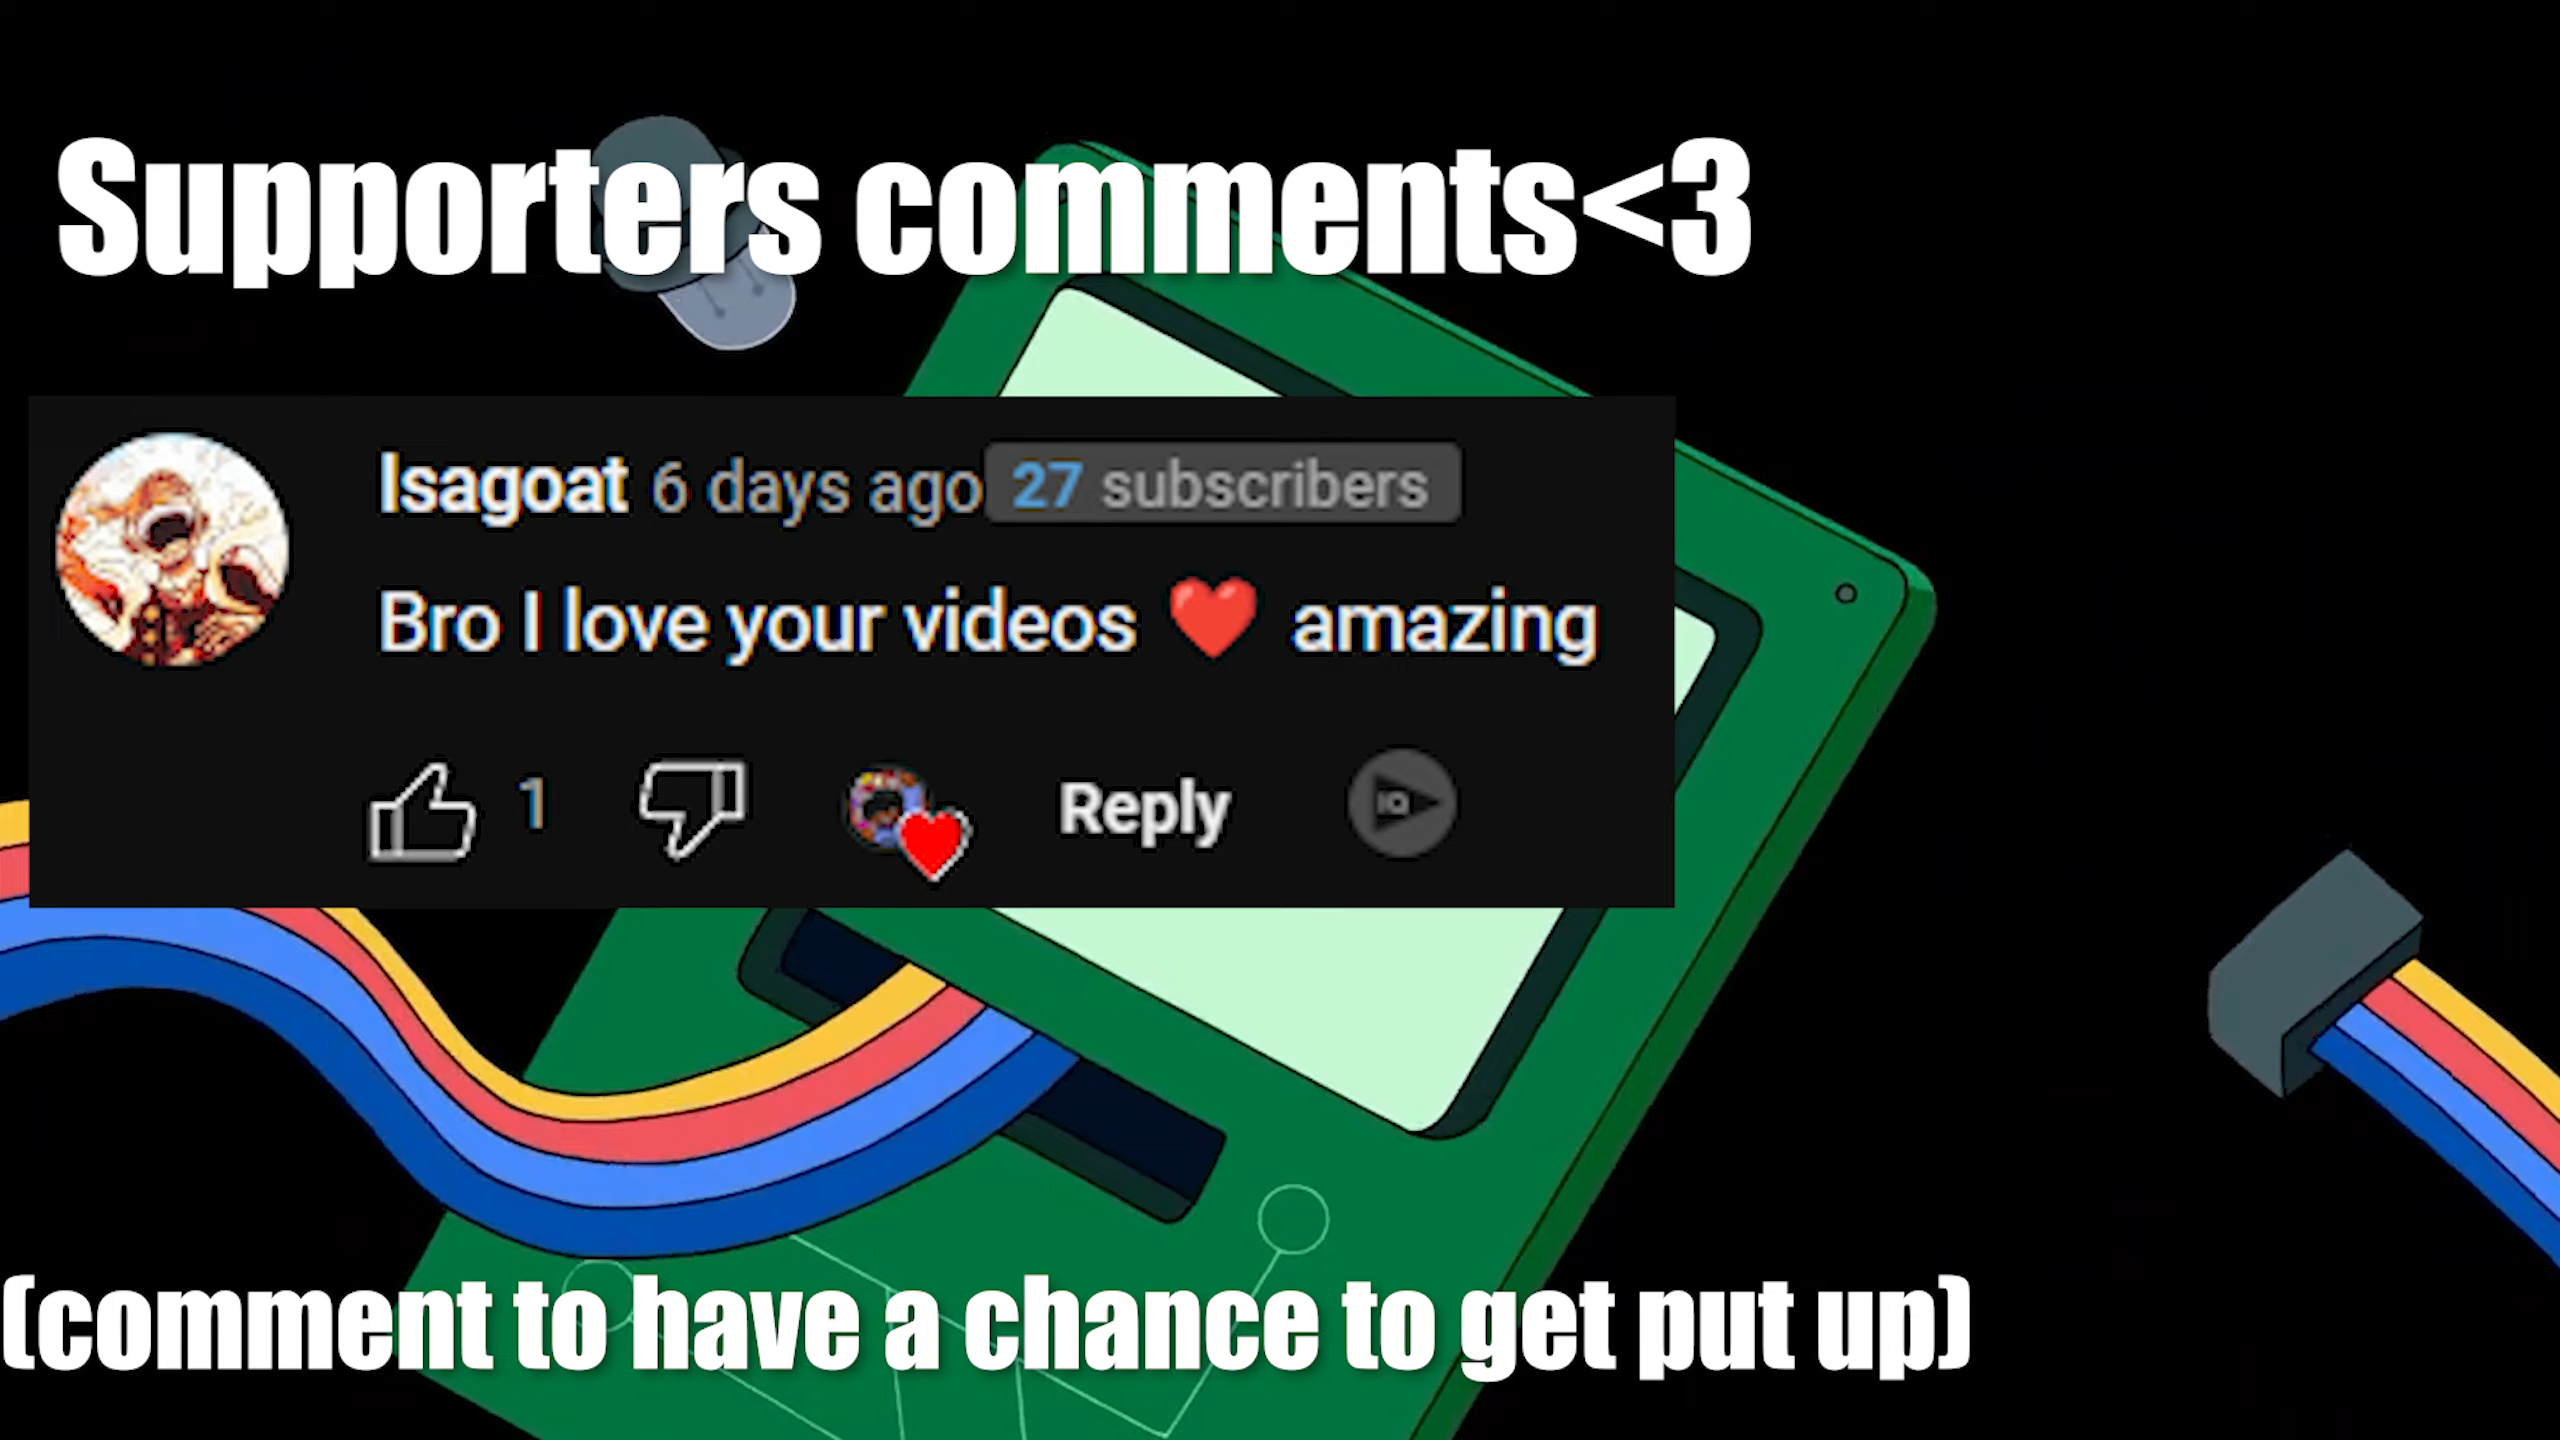 Supporters comments<3
Isagoat 6 days ago 27 subscribers
Bro I love your videos ❤️ amazing
1 Reply
(comment to have a chance to get put up)